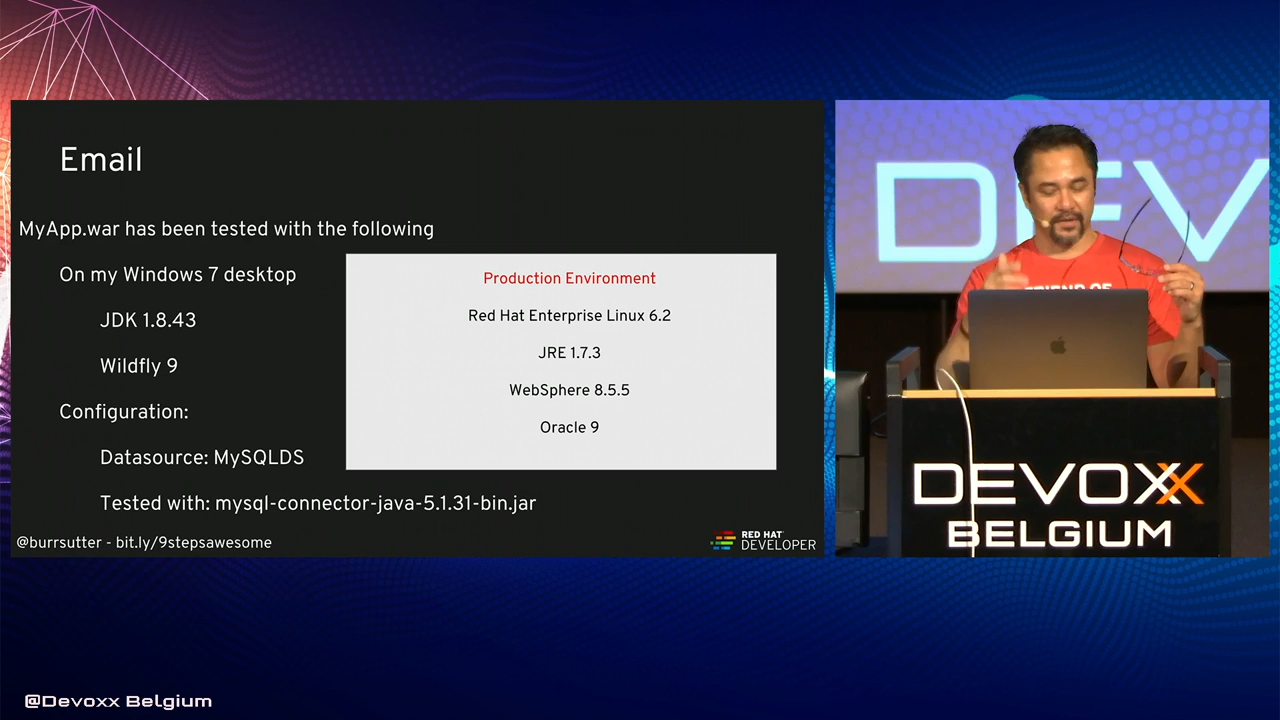 Email
MyApp.war has been tested with the following
On my Windows 7 desktop
JDK 1.8.43
Wildfly 9
Configuration:
Datasource: MySQLDS
Tested with: mysql-connector-java-5.1.31-bin.jar
Production Environment
Red Hat Enterprise Linux 6.2
JRE 1.7.3
WebSphere 8.5.5
Oracle 9
@burrsutter - bit.ly/9stepsawesome
RED HAT
DEVELOPER
DEV
FRIEND OF
DEVOXX
BELGIUM
@Devoxx Belgium